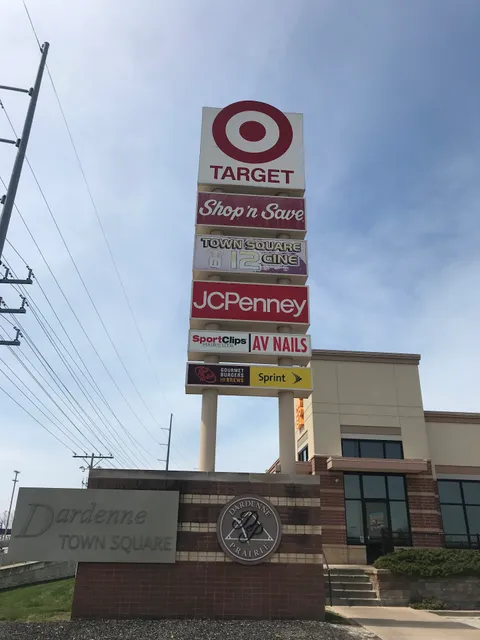 TARGET
Shop'n Save
TOWN SQUARE
12 CINE
JCPenney
SportClips
AV NAILS
GOURMET
BURGERS
& BREWS
Sprint
Dardenne
TOWN SQUARE
DARDENNE
PRAIRIE